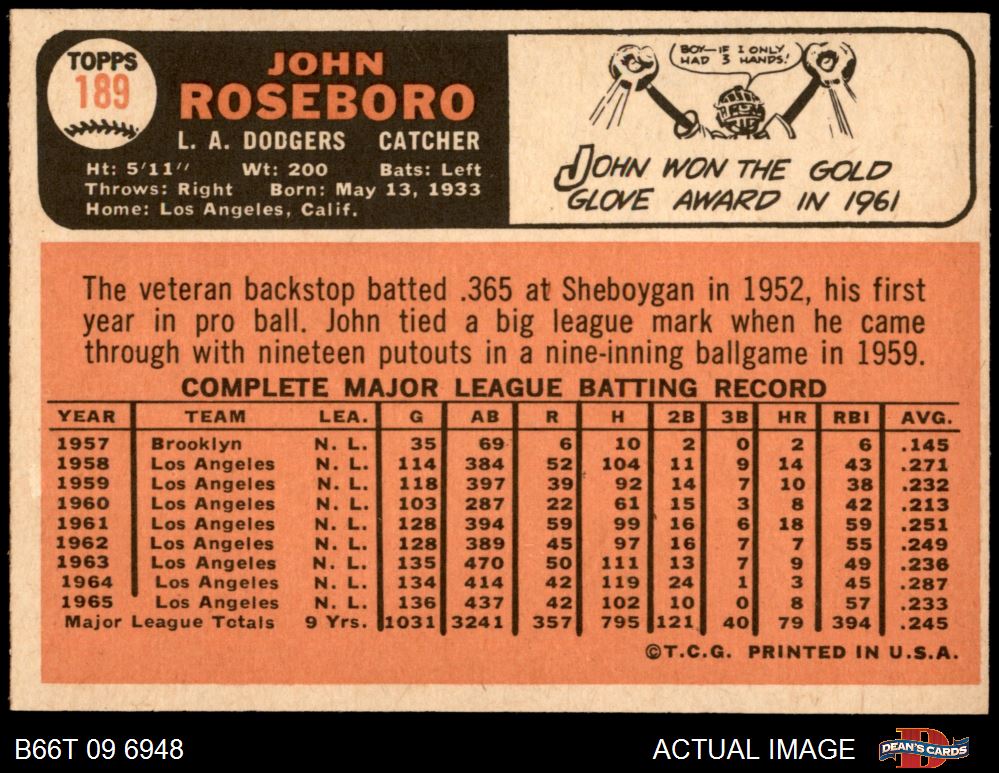 TOPPS
189
JOHN
ROSEBORO
L. A. DODGERS CATCHER
Ht: 5'11" Wt: 200 Bats: Left
Throws: Right Born: May 13, 1933
Home: Los Angeles, Calif.
BOY—IF I ONLY
HAD 3 HANDS!
JOHN WON THE GOLD
GLOVE AWARD IN 1961
The veteran backstop batted .365 at Sheboygan in 1952, his first
year in pro ball. John tied a big league mark when he came
through with nineteen putouts in a nine-inning ballgame in 1959.
COMPLETE MAJOR LEAGUE BATTING RECORD
YEAR TEAM LEA. G AB R H 2B 3B HR RBI AVG.
1957 Brooklyn N. L. 35 69 6 10 2 0 2 6 .145
1958 Los Angeles N. L. 114 384 52 104 11 9 14 43 .271
1959 Los Angeles N. L. 118 397 39 92 14 7 10 38 .232
1960 Los Angeles N. L. 103 287 22 61 15 3 8 42 .213
1961 Los Angeles N. L. 128 394 59 99 16 6 18 59 .251
1962 Los Angeles N. L. 128 389 45 97 16 7 7 55 .249
1963 Los Angeles N. L. 135 470 50 111 13 7 9 49 .236
1964 Los Angeles N. L. 134 414 42 119 24 1 3 45 .287
1965 Los Angeles N. L. 136 437 42 102 10 0 8 57 .233
Major League Totals 9 Yrs. 1031 3241 357 795 121 40 79 394 .245
©T.C.G. PRINTED IN U.S.A.
B66T 09 6948 ACTUAL IMAGE
DEAN'S CARDS